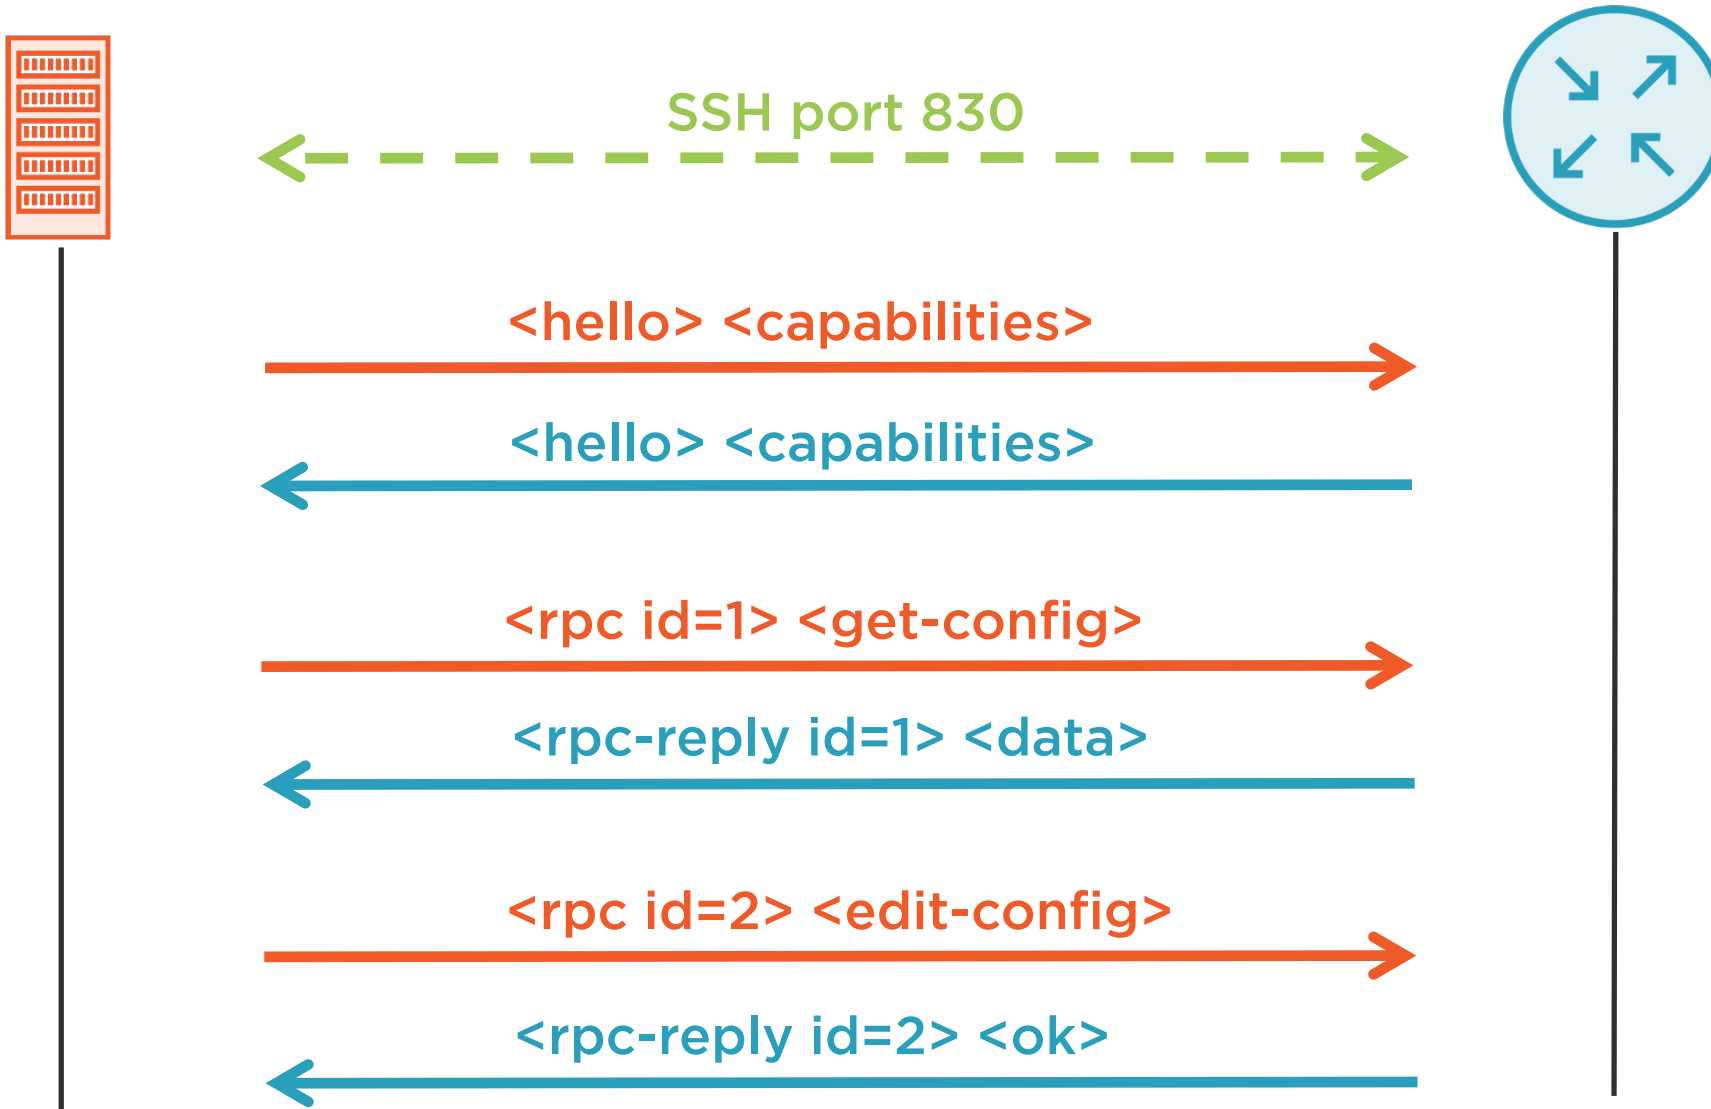 SSH port 830
<hello> <capabilities>
<hello> <capabilities>
<rpc id=1> <get-config>
<rpc-reply id=1> <data>
<rpc id=2> <edit-config>
<rpc-reply id=2> <ok>